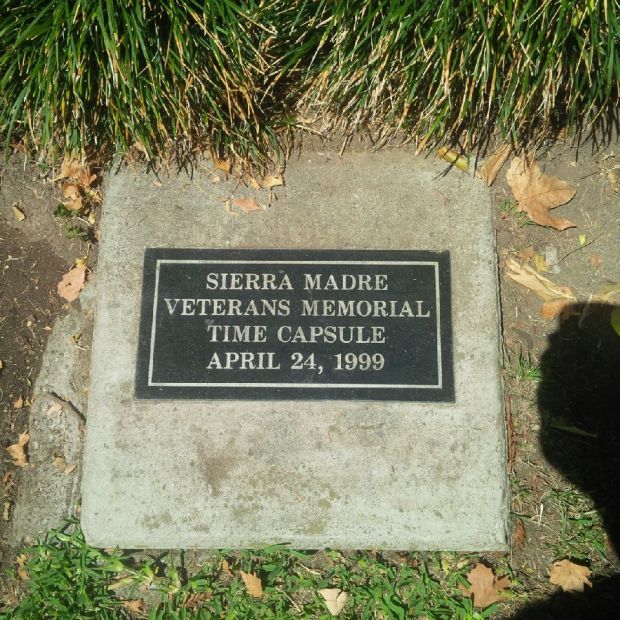 SIERRA MADRE
VETERANS MEMORIAL
TIME CAPSULE
APRIL 24, 1999